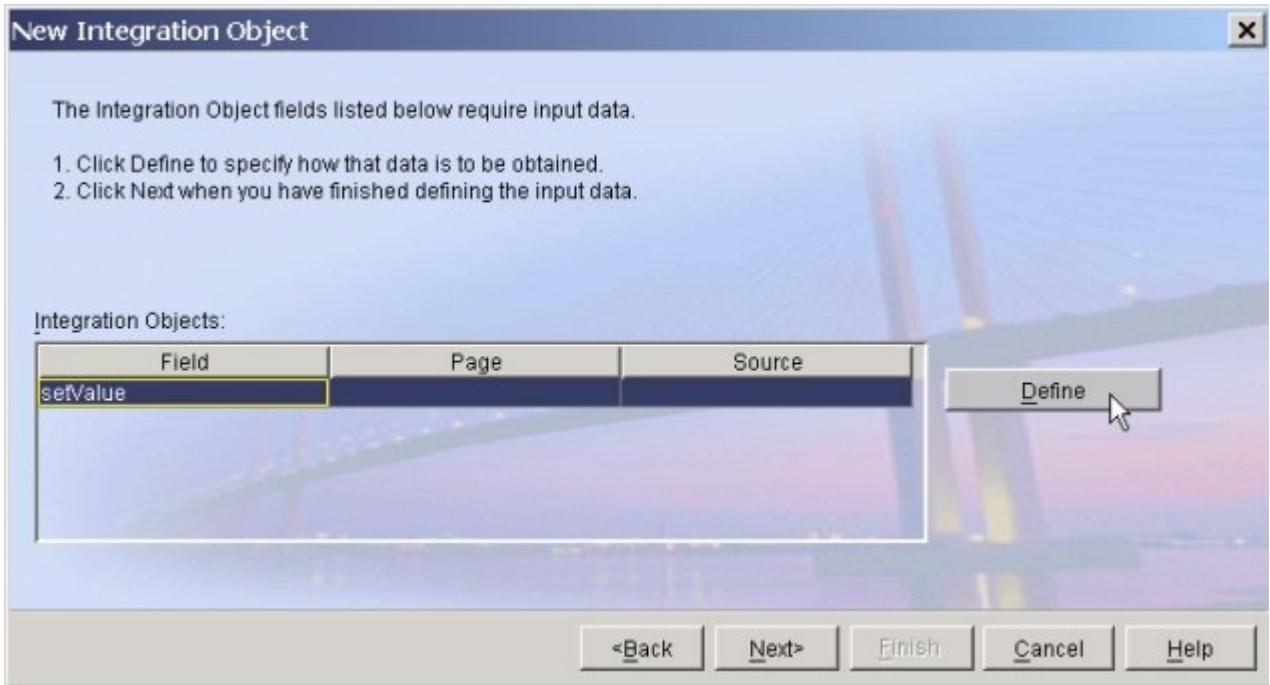 New Integration Object
The Integration Object fields listed below require input data.
1. Click Define to specify how that data is to be obtained.
2. Click Next when you have finished defining the input data.
Integration Objects:
Field Page Source
setValue
Define
<Back Next> Finish Cancel Help